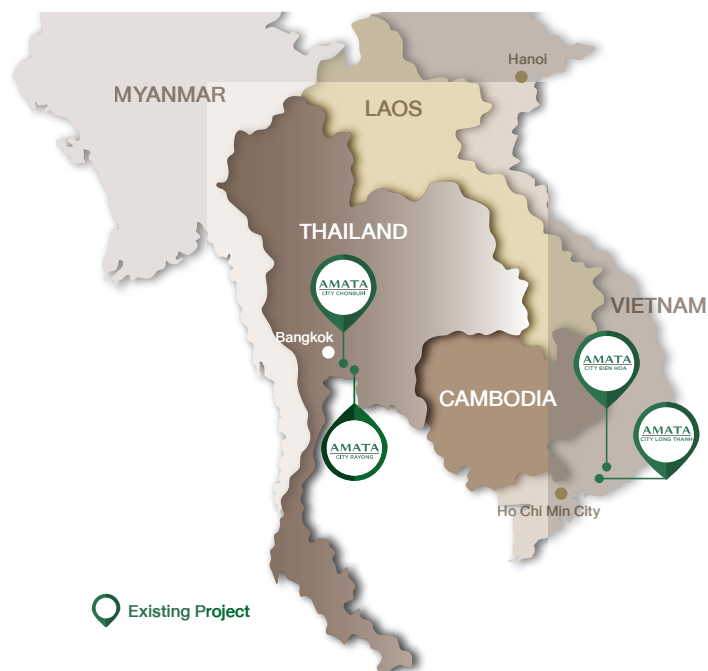 Hanoi
MYANMAR
LAOS
THAILAND
AMATA
CITY CHONBURI
VIETNAM
Bangkok
AMATA
CITY BIEN HOA
CAMBODIA
AMATA
CITY LONG THANH
AMATA
CITY RAYONG
Ho Chi Min City
Existing Project